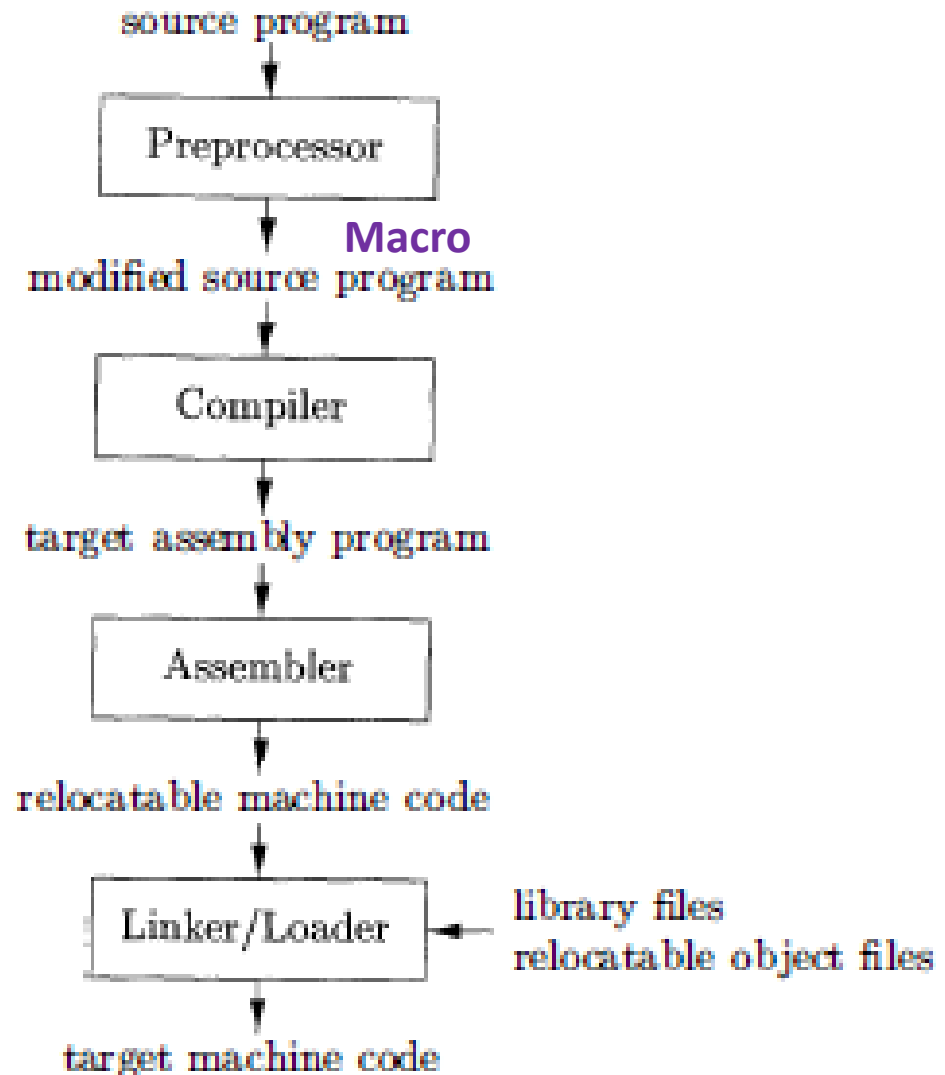 source program
Preprocessor
Macro
modified source program
Compiler
target assembly program
Assembler
relocatable machine code
Linker/Loader
library files
relocatable object files
target machine code